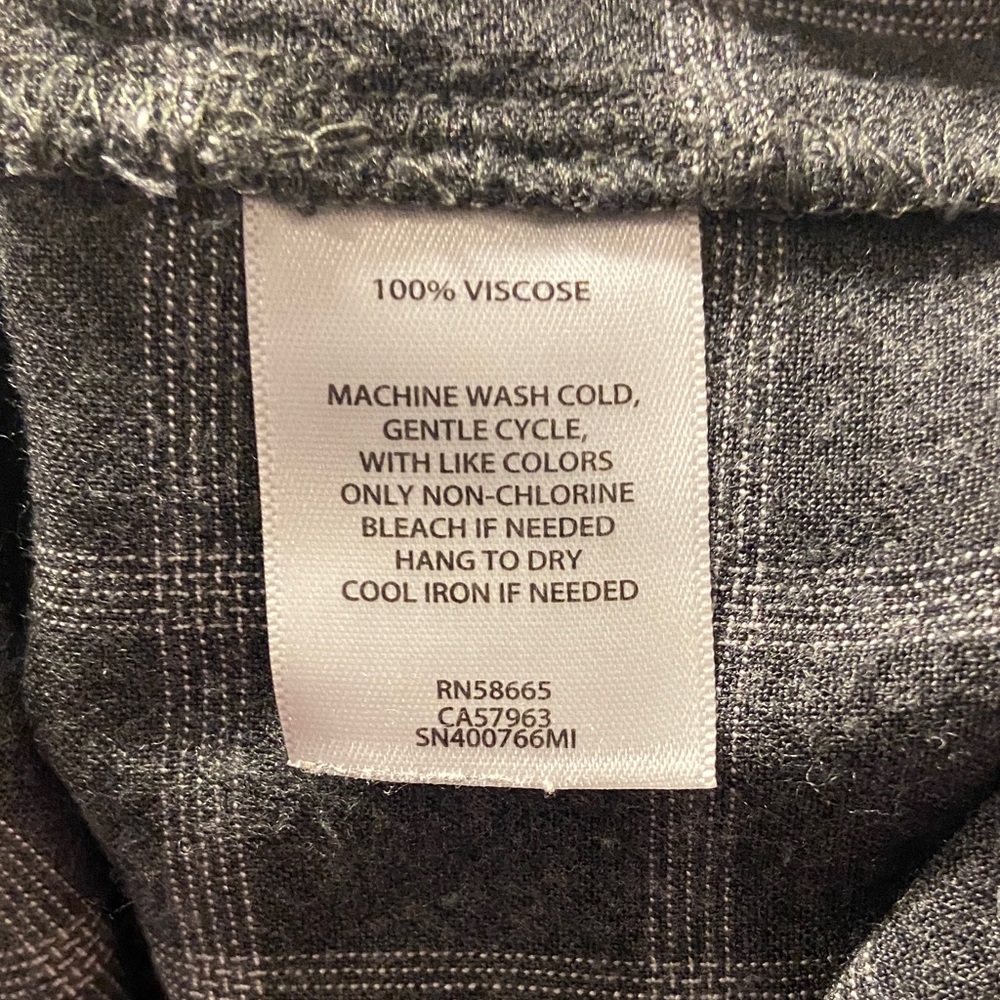 100% VISCOSE
MACHINE WASH COLD,
GENTLE CYCLE,
WITH LIKE COLORS
ONLY NON-CHLORINE
BLEACH IF NEEDED
HANG TO DRY
COOL IRON IF NEEDED
RN58665
CA57963
SN400766MI